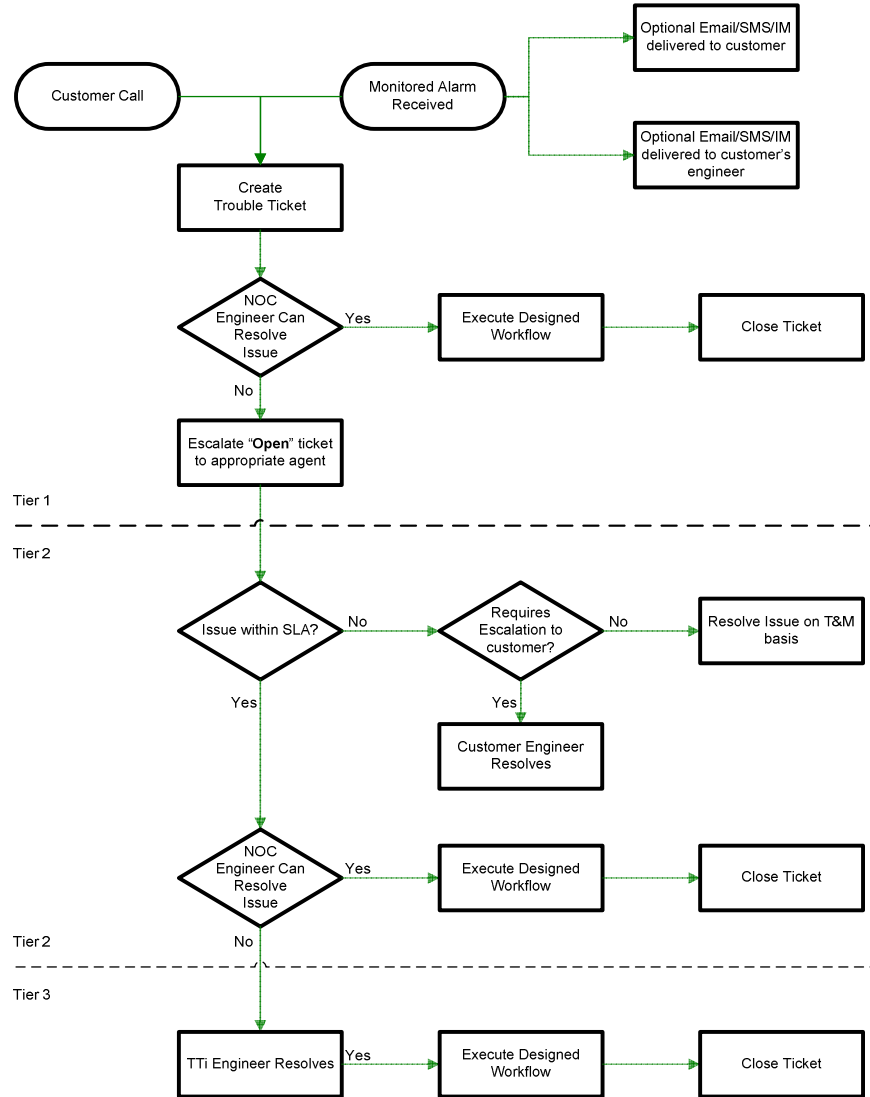 Optional Email/SMS/IM
delivered to customer
Customer Call
Monitored Alarm
Received
Optional Email/SMS/IM
delivered to customer's
engineer
Create
Trouble Ticket
NOC
Engineer Can
Resolve
Issue
Yes
Execute Designed
Workflow
Close Ticket
No
Escalate “Open” ticket
to appropriate agent
Tier 1
Tier 2
Issue within SLA?
No
Requires
Escalation to
customer?
No
Resolve Issue on T&M
basis
Yes
Yes
Customer Engineer
Resolves
NOC
Engineer Can
Resolve
Issue
Yes
Execute Designed
Workflow
Close Ticket
No
Tier 2
Tier 3
TTi Engineer Resolves
Yes
Execute Designed
Workflow
Close Ticket